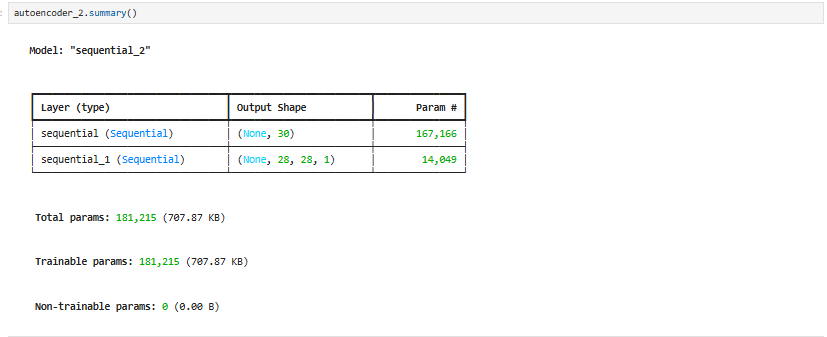 autoencoder_2.summary()
Model: "sequential_2"
Layer (type) Output Shape Param #
sequential (Sequential) (None, 30) 167,166
sequential_1 (Sequential) (None, 28, 28, 1) 14,049
Total params: 181,215 (707.87 KB)
Trainable params: 181,215 (707.87 KB)
Non-trainable params: 0 (0.00 B)